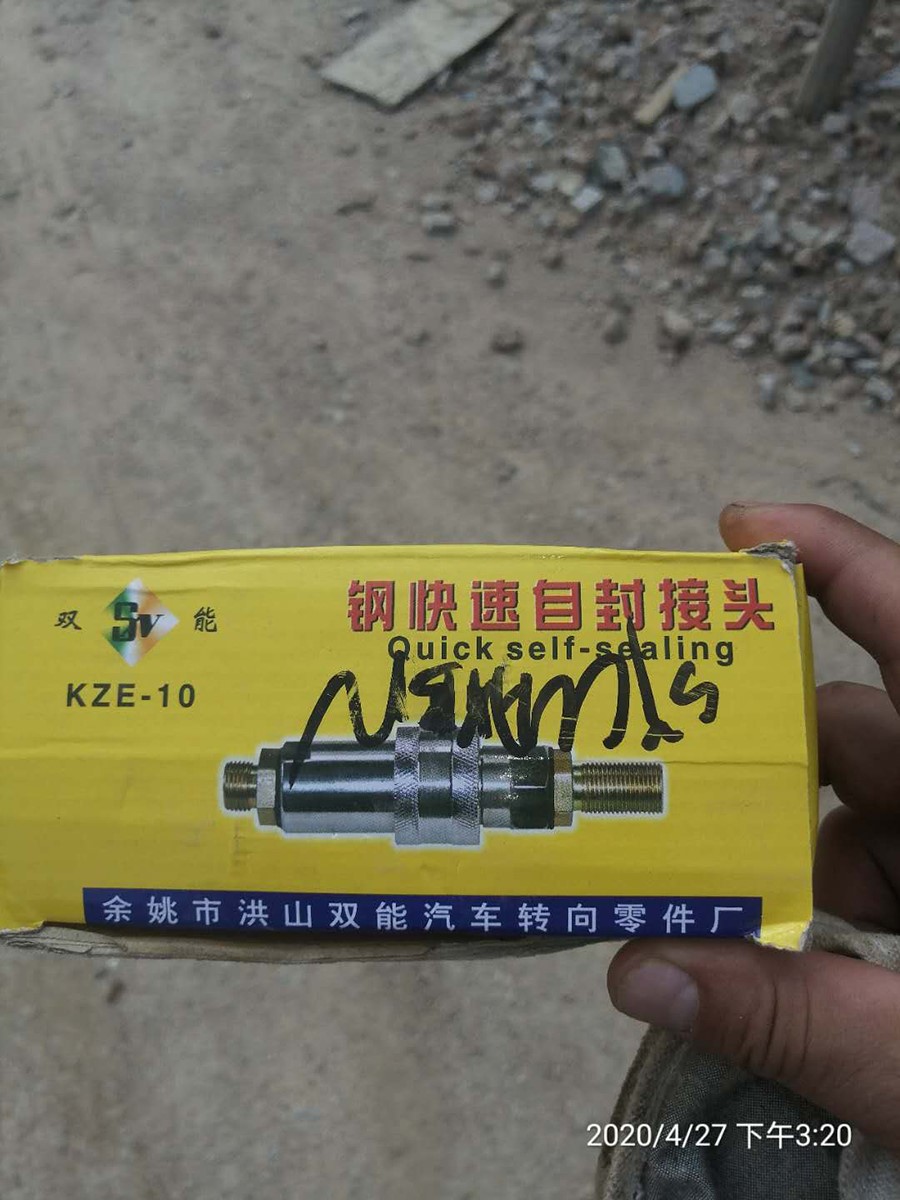 双 SV 能
KZE-10
钢快速自封接头
Quick self-sealing
余姚市洪山双能汽车转向零件厂
2020/4/27 下午3:20